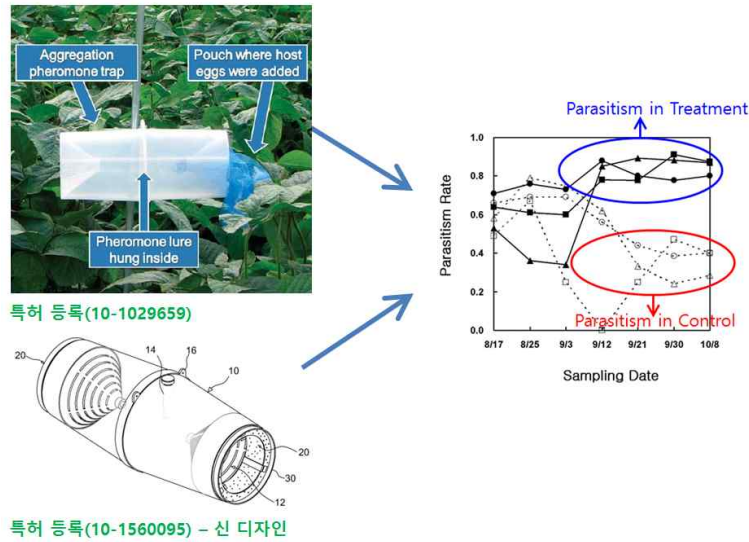 Aggregation
pheromone trap
Pouch where host
eggs were added
Pheromone lure
hung inside
특허 등록(10-1029659)
20
14
16
10
20
30
12
특허 등록(10-1560095) – 신 디자인
Parasitism in Treatment
1.0
0.8
0.6
0.4
0.2
0.0
Parasitism Rate
Parasitism in Control
8/17 8/25 9/3 9/12 9/21 9/30 10/8
Sampling Date